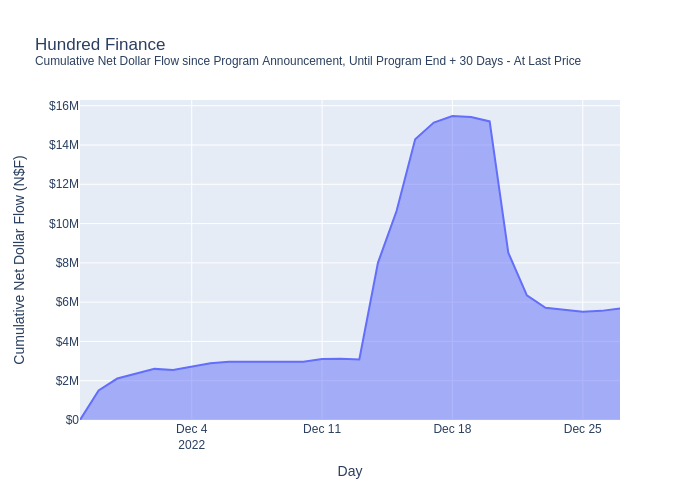 Hundred Finance
Cumulative Net Dollar Flow since Program Announcement, Until Program End + 30 Days - At Last Price
$16M
$14M
$12M
$10M
$8M
$6M
$4M
$2M
$0
Cumulative Net Dollar Flow (N$F)
Dec 4
2022
Dec 11
Dec 18
Dec 25
Day